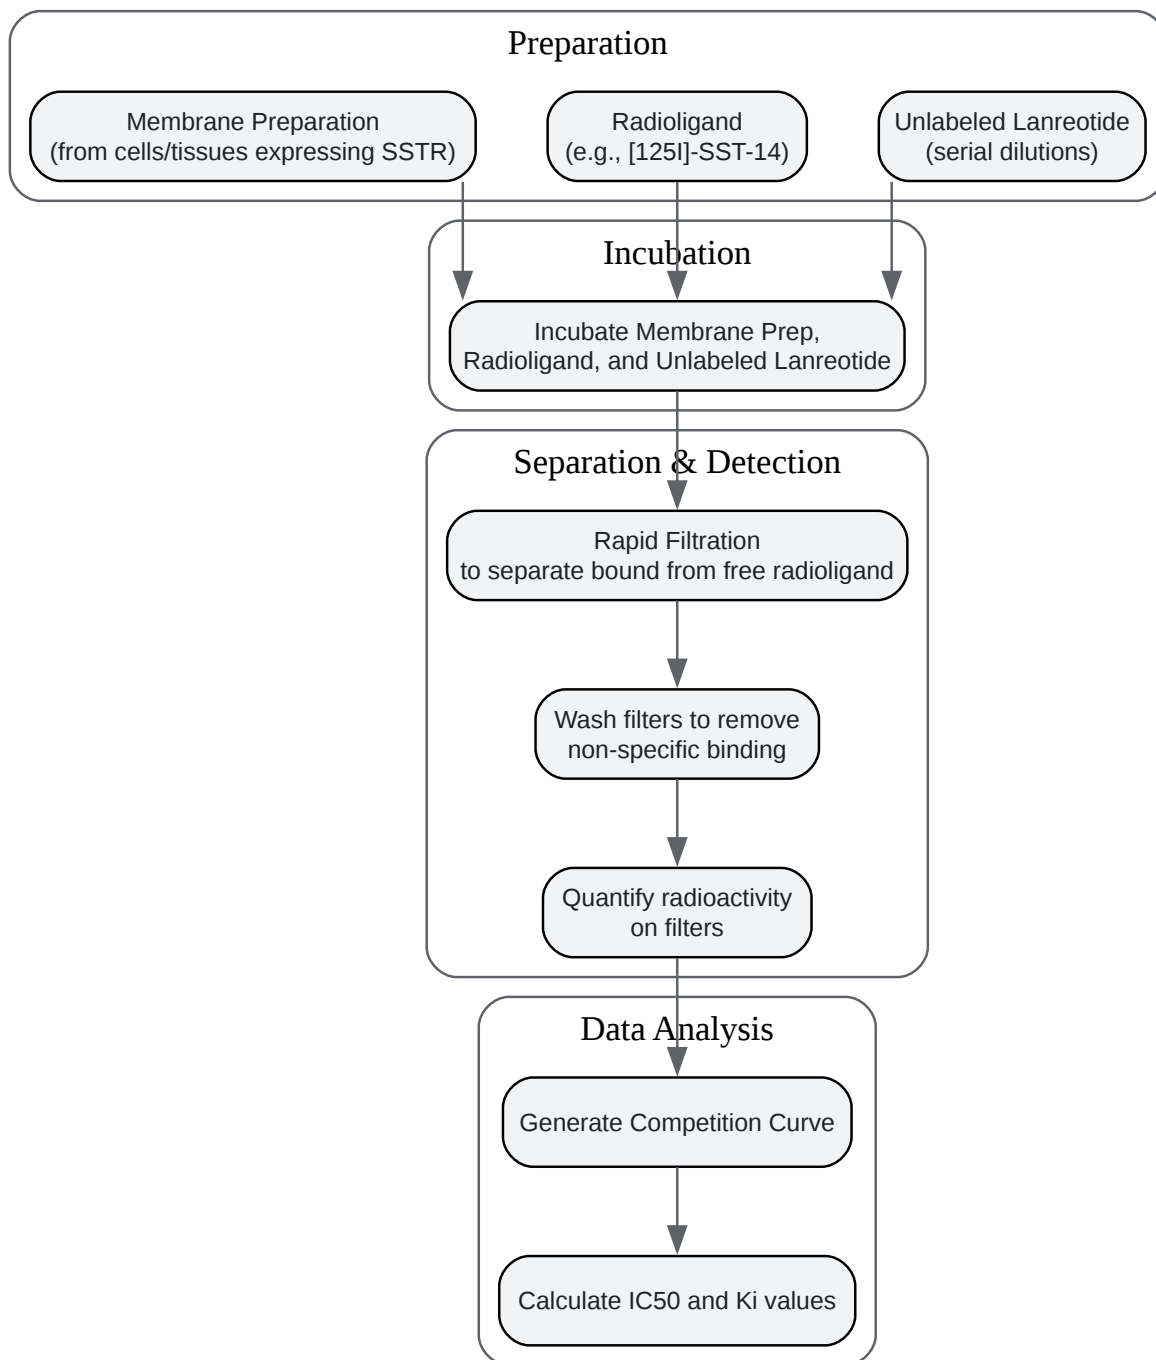 Preparation
Membrane Preparation
(from cells/tissues expressing SSTR)
Radioligand
(e.g., [125I]-SST-14)
Unlabeled Lanreotide
(serial dilutions)
Incubation
Incubate Membrane Prep,
Radioligand, and Unlabeled Lanreotide
Separation & Detection
Rapid Filtration
to separate bound from free radioligand
Wash filters to remove
non-specific binding
Quantify radioactivity
on filters
Data Analysis
Generate Competition Curve
Calculate IC50 and Ki values